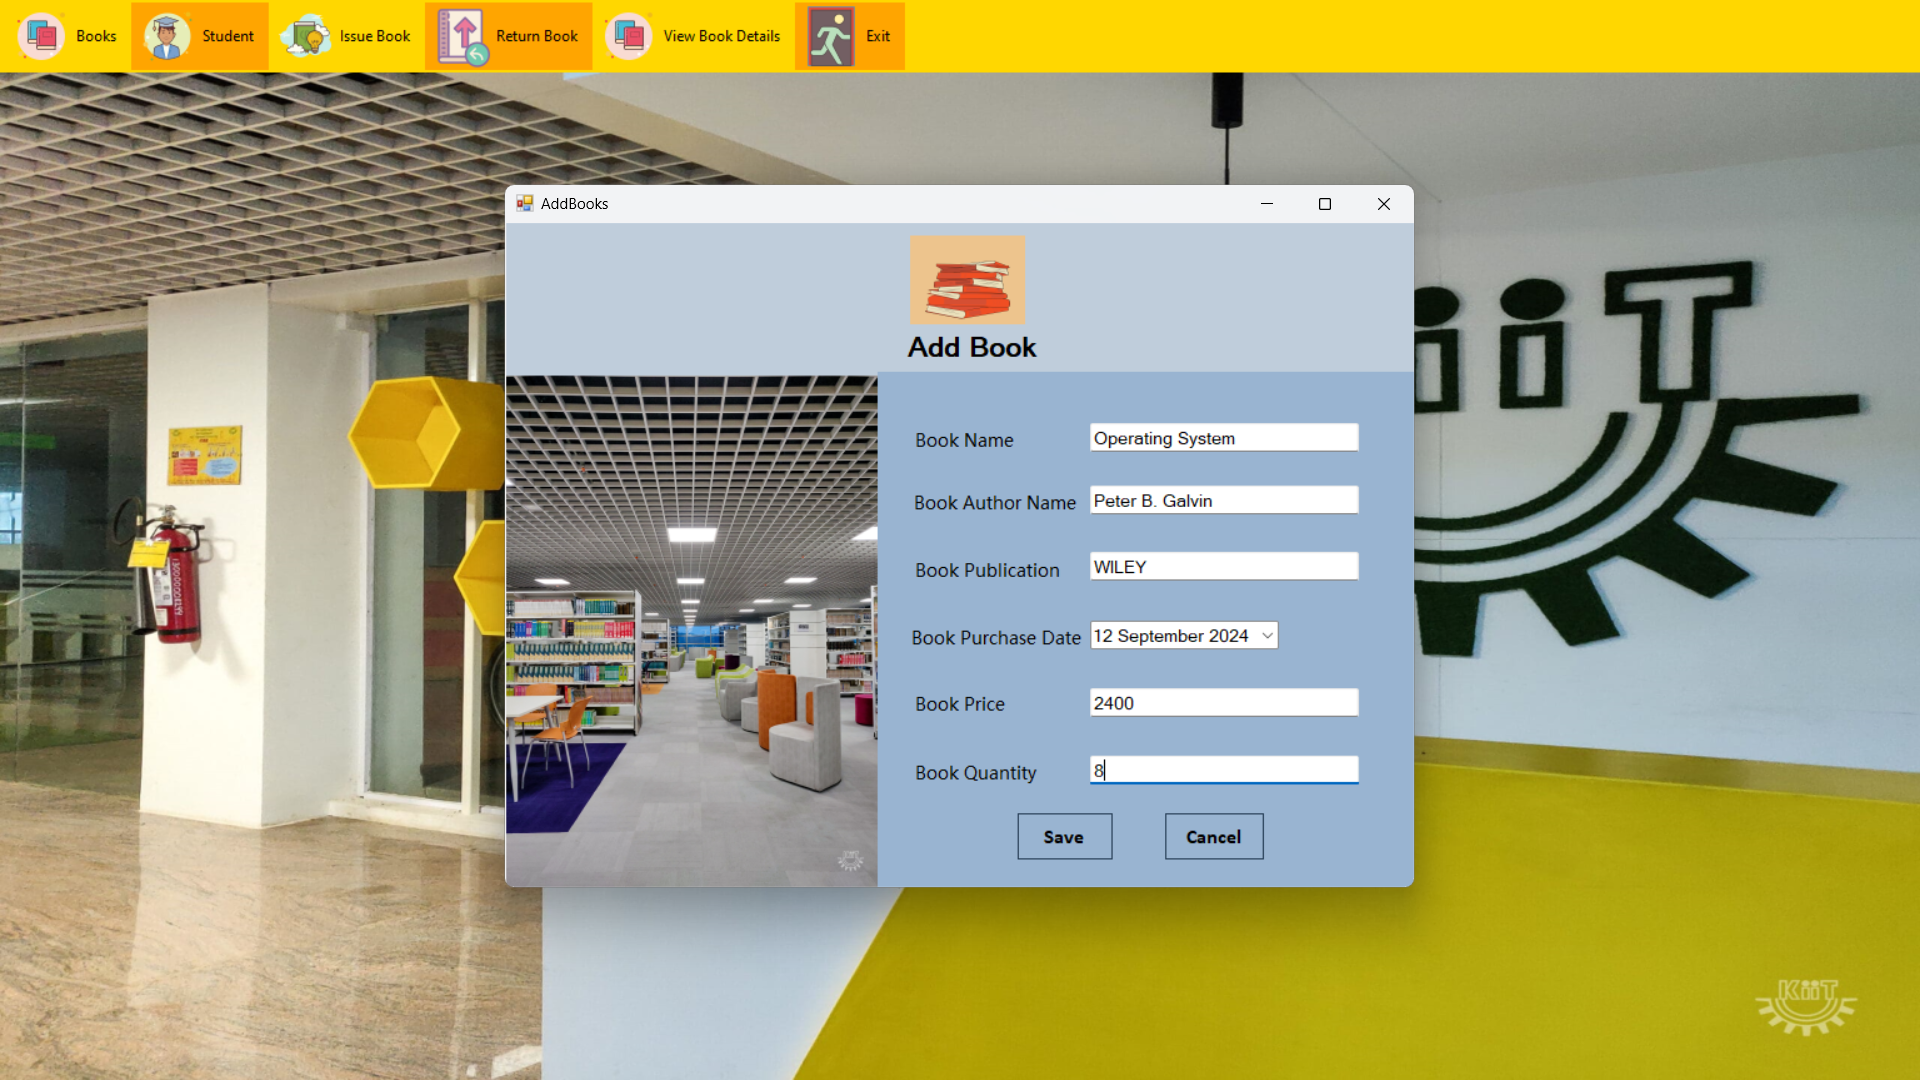 Books
Student
Issue Book
Return Book
View Book Details
Exit
AddBooks
Add Book
Book Name
Operating System
Book Author Name
Peter B. Galvin
Book Publication
WILEY
Book Purchase Date
12 September 2024
Book Price
2400
Book Quantity
8
Save
Cancel
KiiT